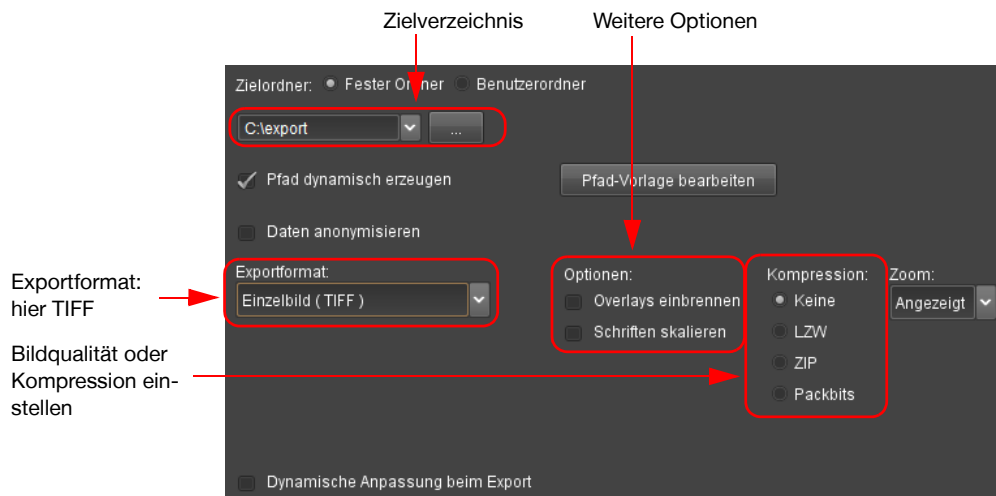 Zielverzeichnis
Weitere Optionen
Zielordner: Fester Ordner Benutzerordner
C:\export ...
Pfad dynamisch erzeugen Pfad-Vorlage bearbeiten
Daten anonymisieren
Exportformat:
hier TIFF
Exportformat:
Einzelbild ( TIFF )
Optionen:
Overlays einbrennen
Schriften skalieren
Kompression:
Keine
LZW
ZIP
Packbits
Zoom:
Angezeigt
Bildqualität oder
Kompression ein-
stellen
Dynamische Anpassung beim Export